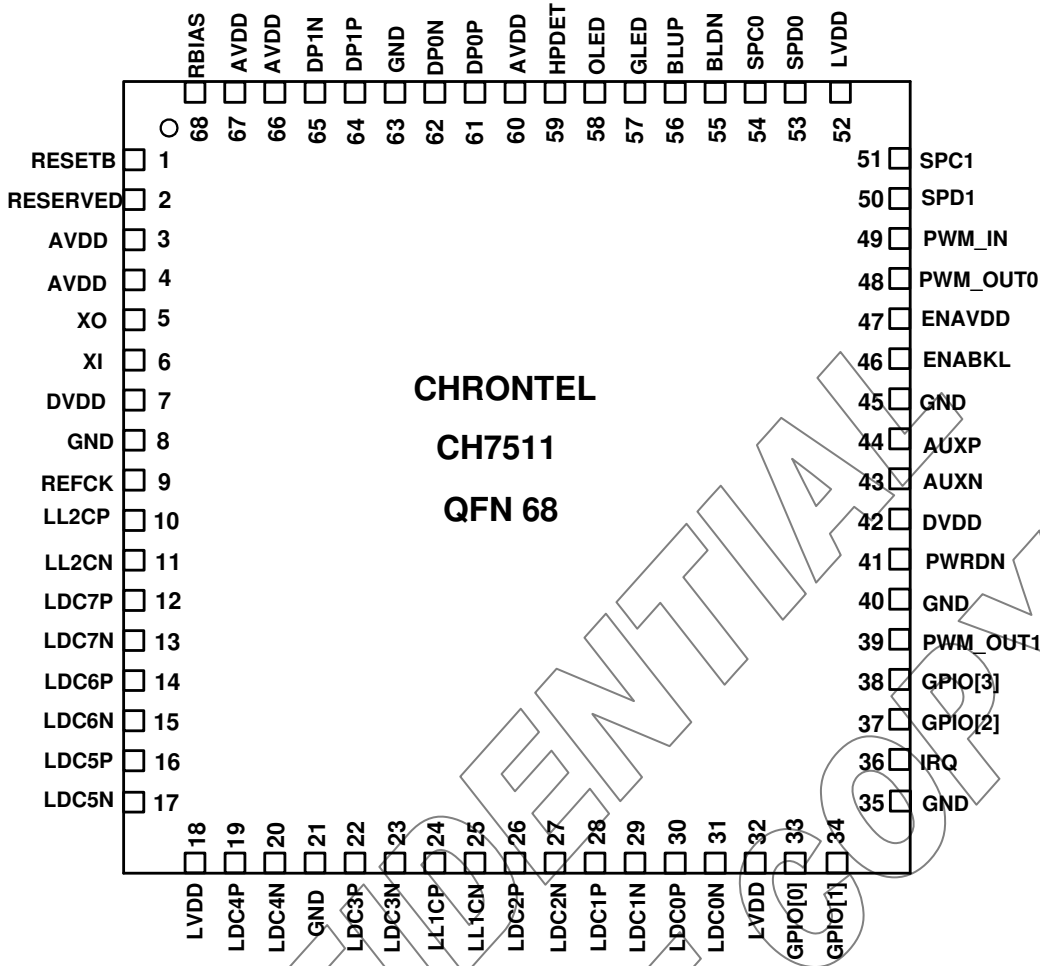 RBIAS AVDD AVDD DP1N DP1P GND DP0N DP0P AVDD HPDET OLED GLED BLUP BLDN SPC0 SPD0 LVDD
68 67 66 65 64 63 62 61 60 59 58 57 56 55 54 53 52
RESETB 1 51 SPC1
RESERVED 2 50 SPD1
AVDD 3 49 PWM_IN
AVDD 4 48 PWM_OUT0
XO 5 47 ENAVDD
XI 6 46 ENABKL
CHRONTEL
DVDD 7 45 GND
GND 8 44 AUXP
CH7511
REFCK 9 43 AUXN
QFN 68
LL2CP 10 42 DVDD
LL2CN 11 41 PWRDN
LDC7P 12 40 GND
LDC7N 13 39 PWM_OUT1
LDC6P 14 38 GPIO[3]
LDC6N 15 37 GPIO[2]
LDC5P 16 36 IRQ
LDC5N 17 35 GND
18 19 20 21 22 23 24 25 26 27 28 29 30 31 32 33 34
LVDD LDC4P LDC4N GND LDC3P LDC3N LL1CP LL1CN LDC2P LDC2N LDC1P LDC1N LDC0P LDC0N LVDD GPIO[0] GPIO[1]
IDENTIAL
COPY